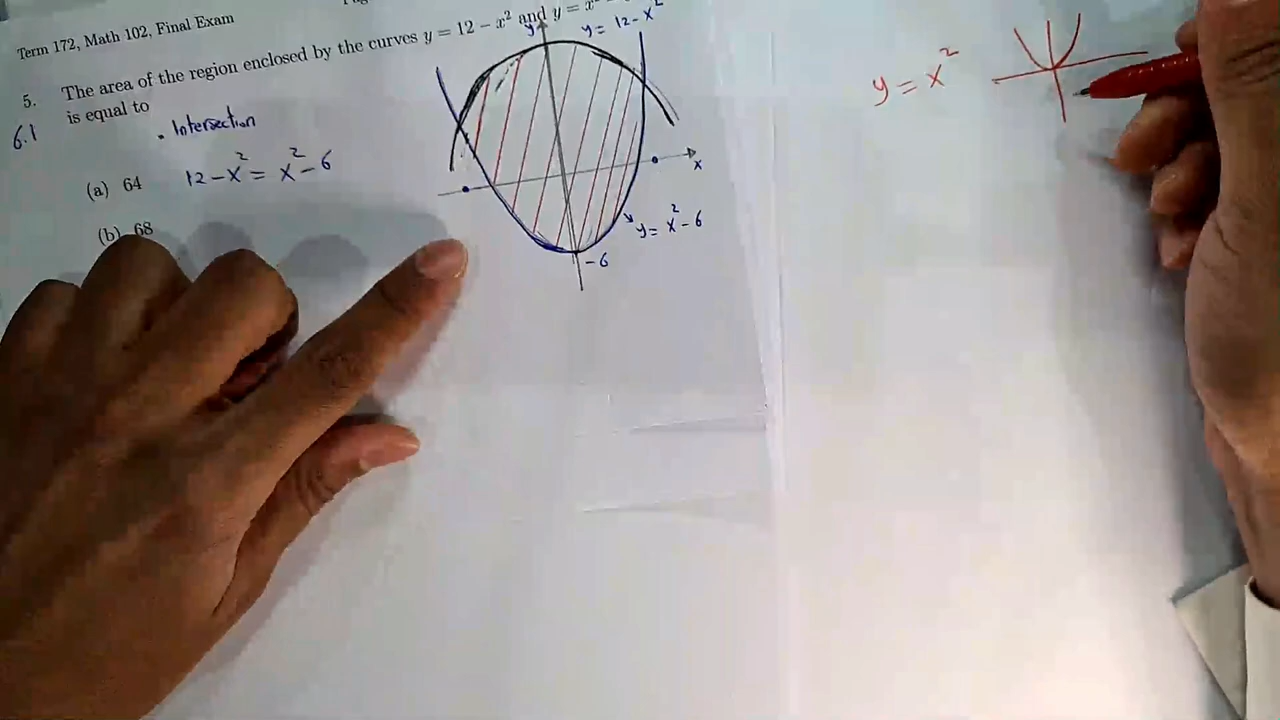 Term 172, Math 102, Final Exam
5. The area of the region enclosed by the curves y = 12 − x² and y = x²
is equal to
6.1
• Intersection
12 − x² = x² − 6
(a) 64
(b) 68
y
y = 12 − x²
x
y = x² − 6
−6
y = x²